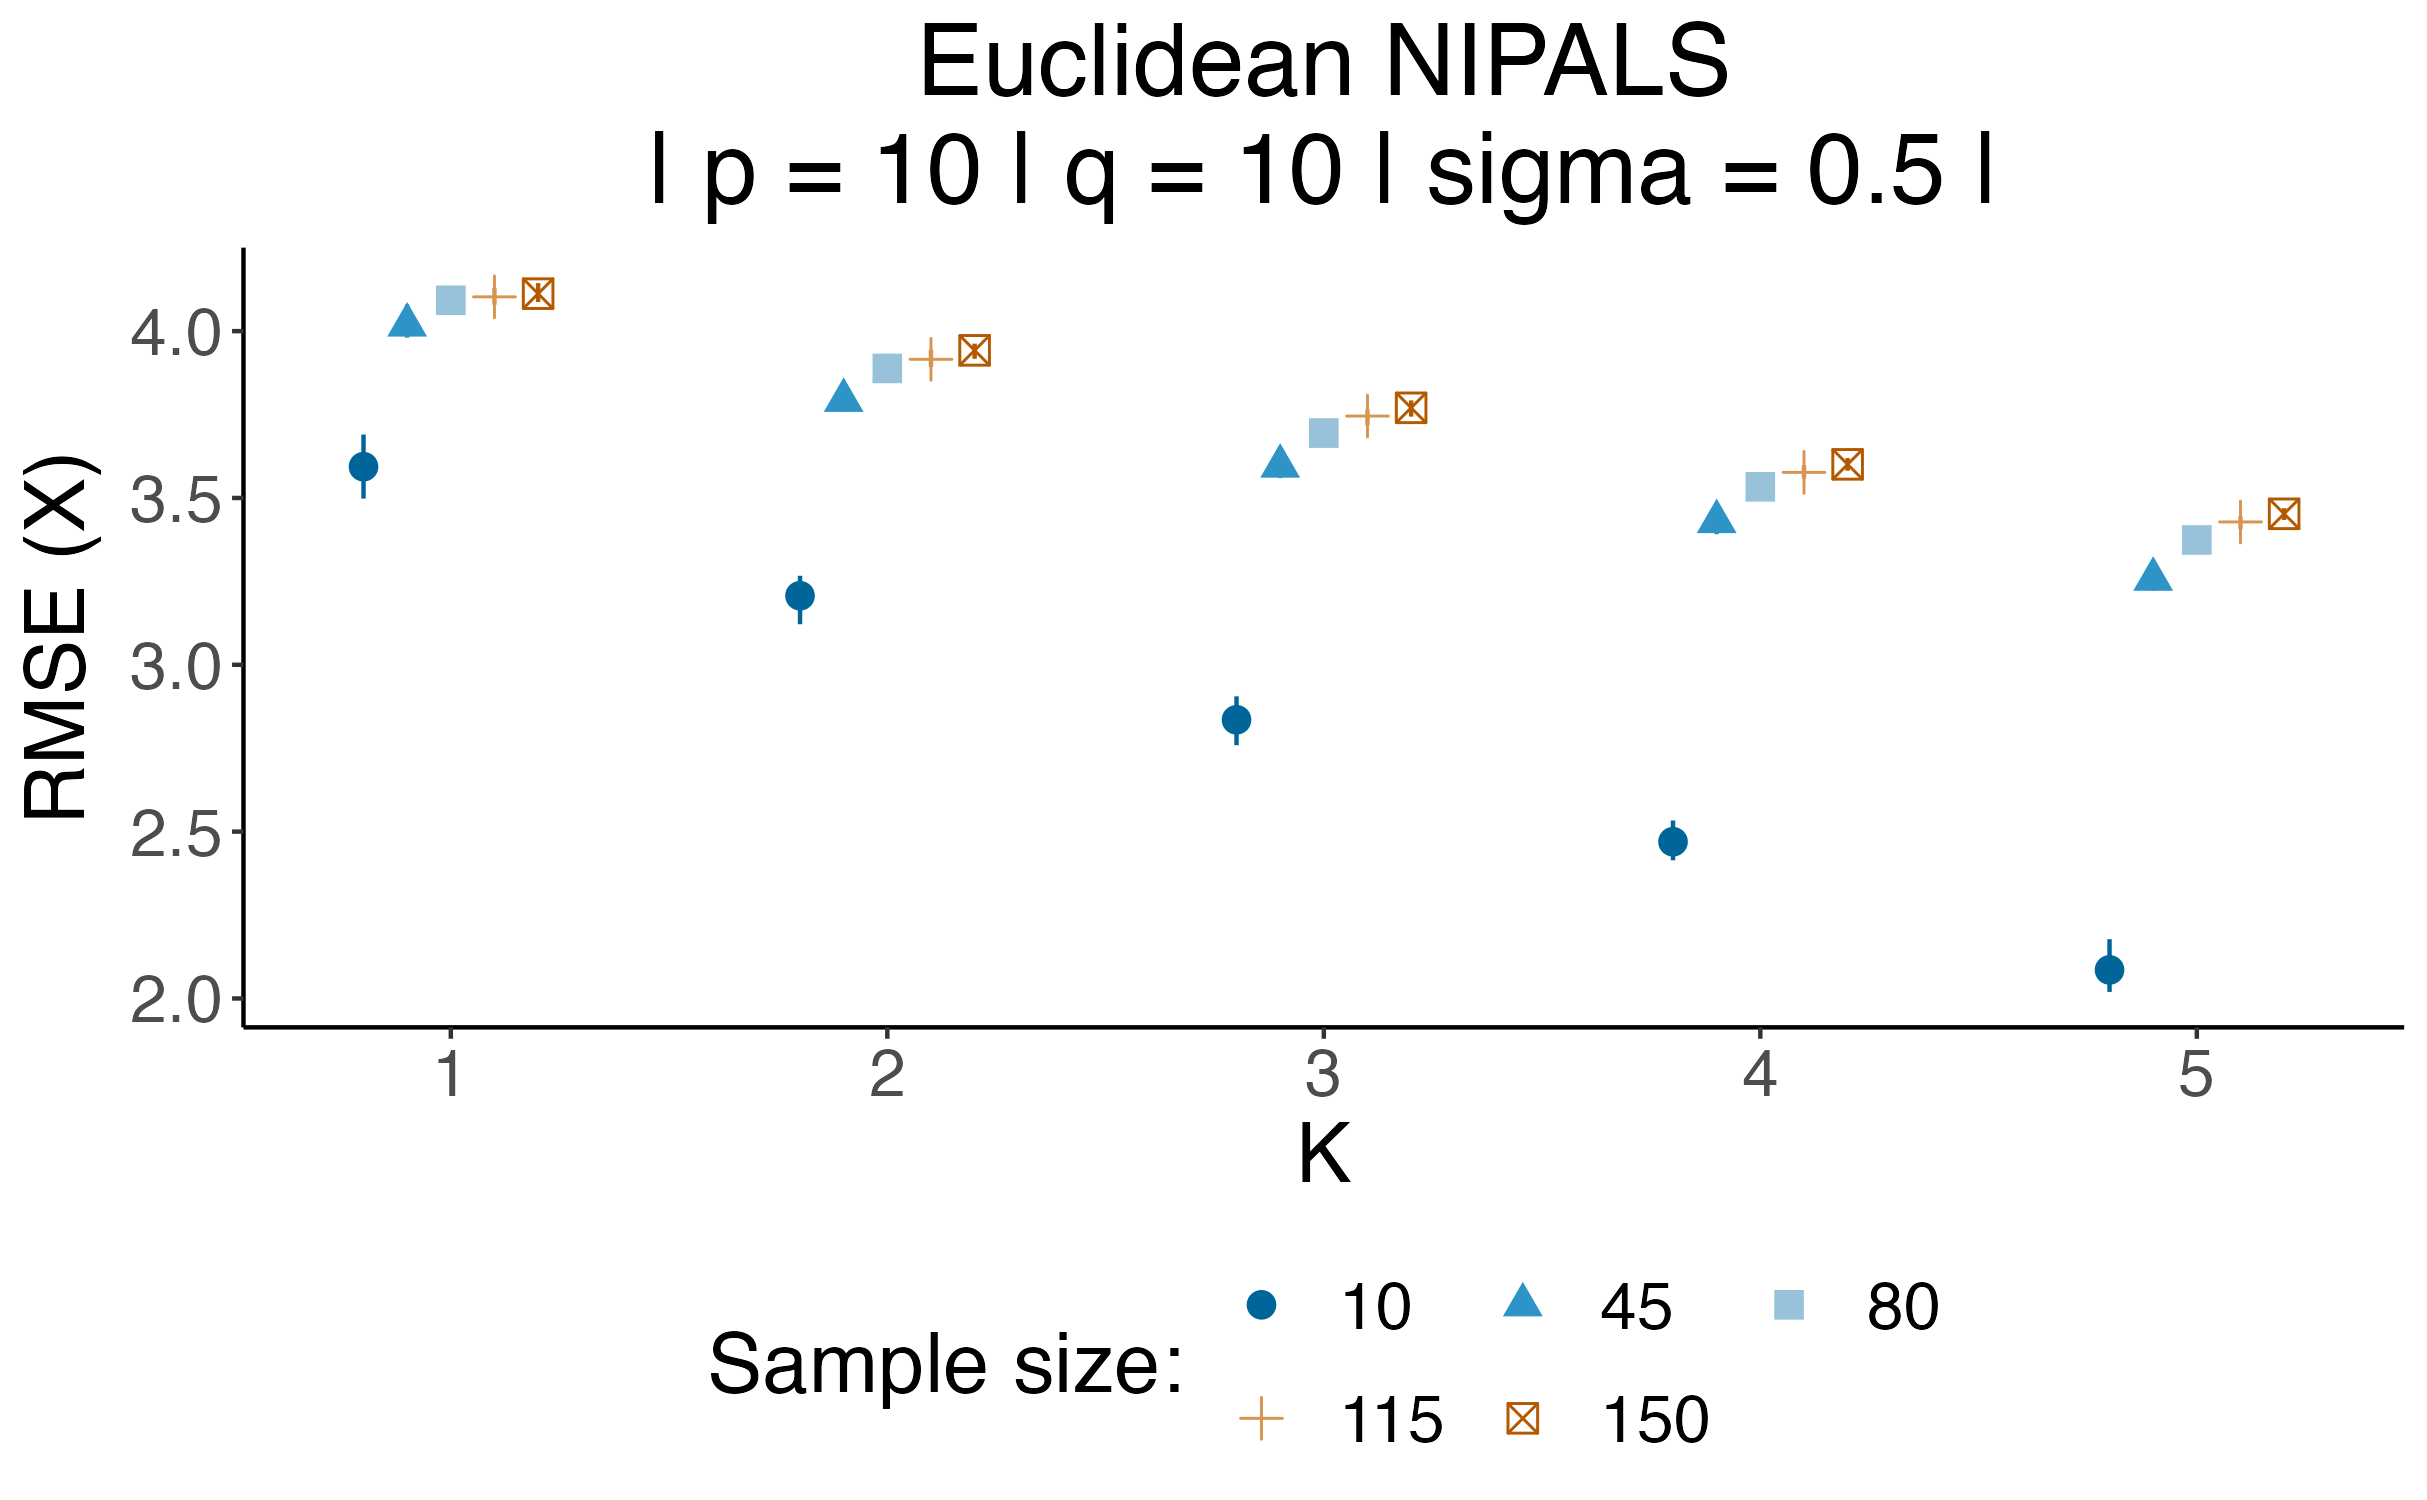 Euclidean NIPALS
| p = 10 | q = 10 | sigma = 0.5 |
RMSE (X)
4.0
3.5
3.0
2.5
2.0
1 2 3 4 5
K
Sample size:
10 45 80
115 150